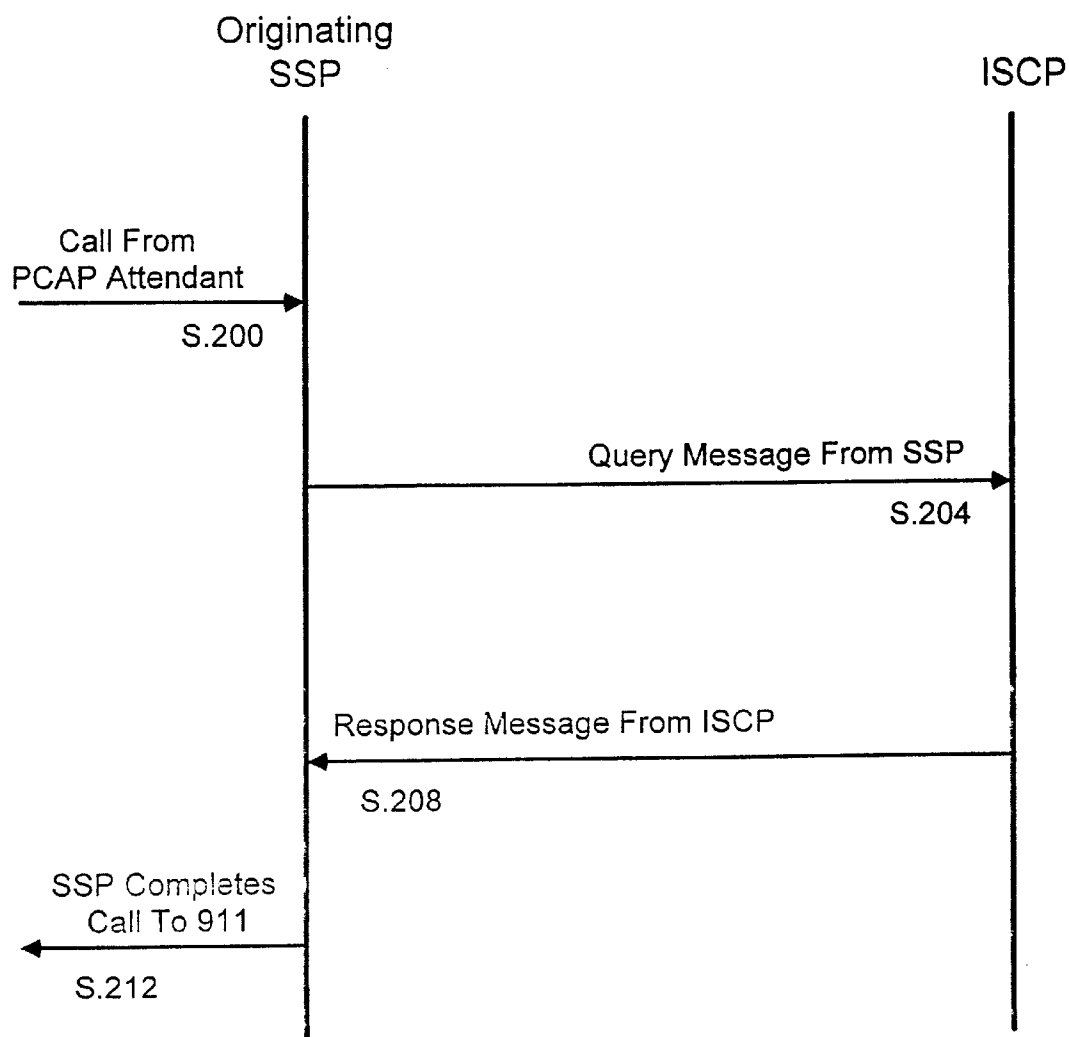 Originating
SSP
ISCP
Call From
PCAP Attendant
S.200
Query Message From SSP
S.204
Response Message From ISCP
S.208
SSP Completes
Call To 911
S.212